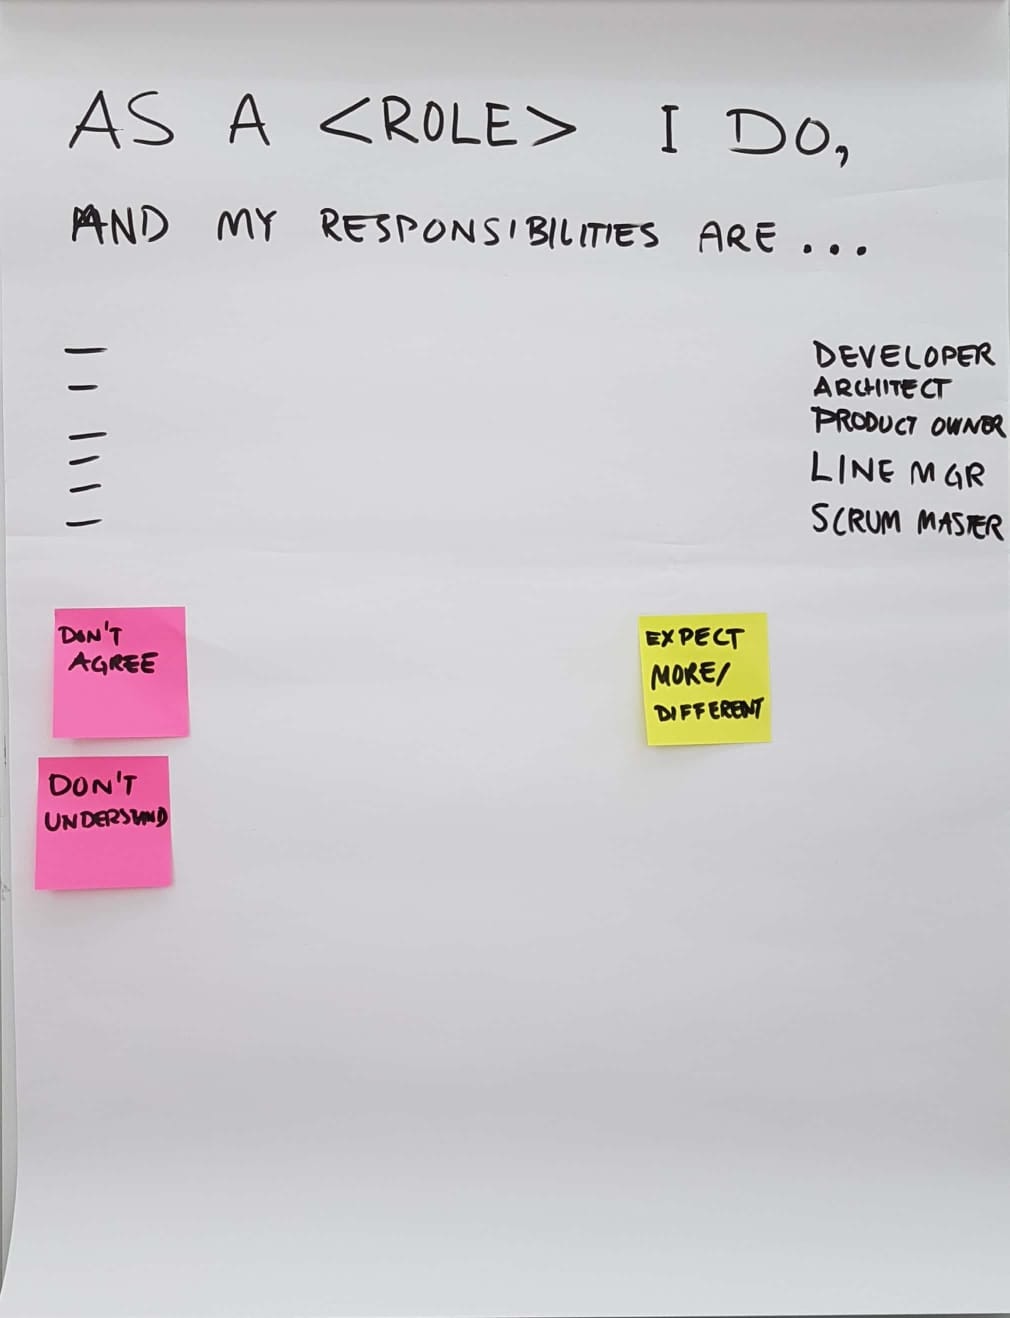 AS A <ROLE> I DO,
AND MY RESPONSIBILITIES ARE ...
–
–
–
–
–
–
DEVELOPER
ARCHITECT
PRODUCT OWNER
LINE MGR
SCRUM MASTER
DON'T
AGREE
EXPECT
MORE/
DIFFERENT
DON'T
UNDERSTAND